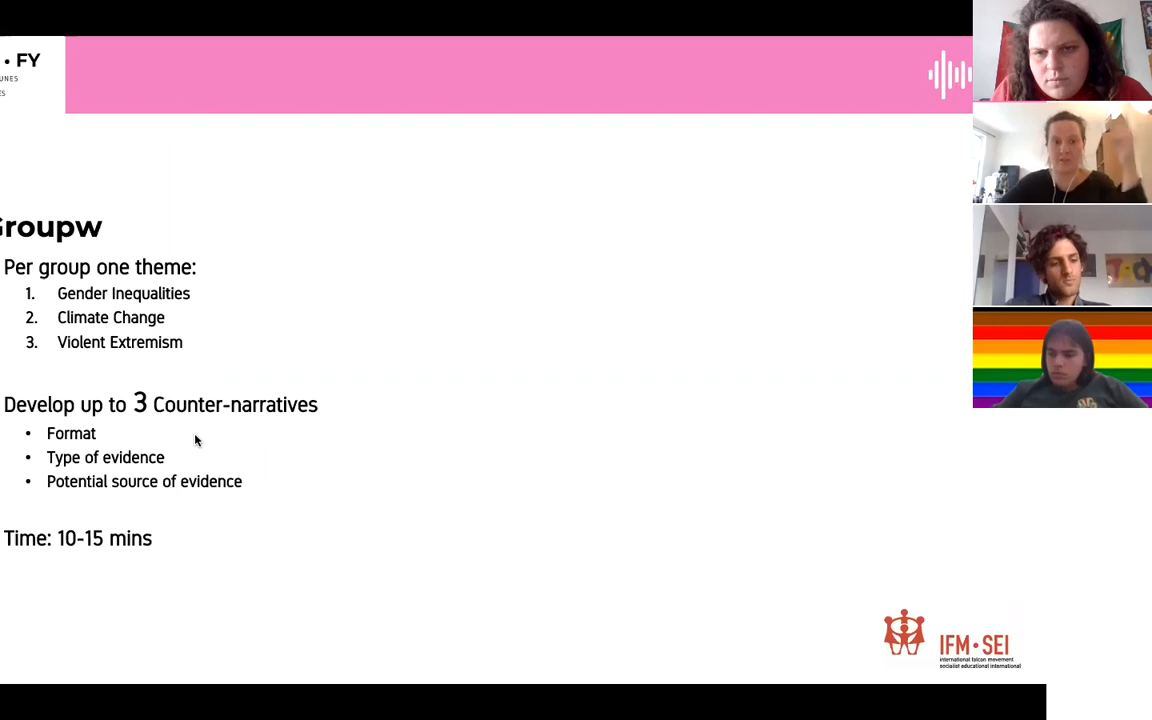 • FY
UNES
ES
Groupw
Per group one theme:
1. Gender Inequalities
2. Climate Change
3. Violent Extremism
Develop up to 3 Counter-narratives
• Format
• Type of evidence
• Potential source of evidence
Time: 10-15 mins
IFM•SEI
international falcon movement
socialist educational international